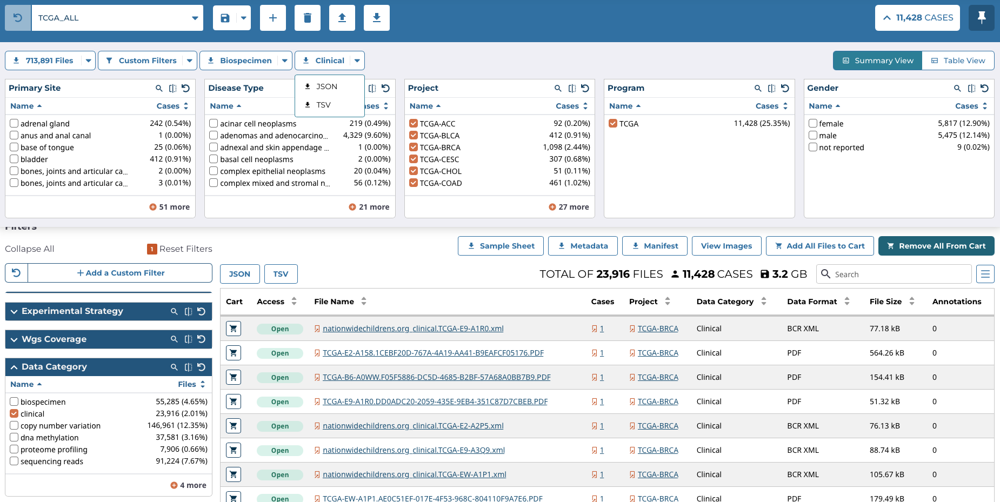 TCGA_ALL
11,428 CASES
713,891 Files
Custom Filters
Biospecimen
Clinical
Summary View
Table View
JSON
TSV
Primary Site
Name
Cases
adrenal gland 242 (0.54%)
anus and anal canal 1 (0.00%)
base of tongue 25 (0.06%)
bladder 412 (0.91%)
bones, joints and articular ca... 2 (0.00%)
bones, joints and articular ca... 3 (0.01%)
51 more
Disease Type
Name
ases
acinar cell neoplasms 219 (0.49%)
adenomas and adenocarcino... 4,329 (9.60%)
adnexal and skin appendage ... 1 (0.00%)
basal cell neoplasms 2 (0.00%)
complex epithelial neoplasms 20 (0.04%)
complex mixed and stromal n... 56 (0.12%)
21 more
Project
Name
Cases
TCGA-ACC 92 (0.20%)
TCGA-BLCA 412 (0.91%)
TCGA-BRCA 1,098 (2.44%)
TCGA-CESC 307 (0.68%)
TCGA-CHOL 51 (0.11%)
TCGA-COAD 461 (1.02%)
27 more
Program
Name
Cases
TCGA 11,428 (25.35%)
Gender
Name
Cases
female 5,817 (12.90%)
male 5,475 (12.14%)
not reported 9 (0.02%)
Filters
Collapse All
1 Reset Filters
Add a Custom Filter
Experimental Strategy
Wgs Coverage
Data Category
Name
Files
biospecimen 55,285 (4.65%)
clinical 23,916 (2.01%)
copy number variation 146,961 (12.35%)
dna methylation 37,581 (3.16%)
proteome profiling 7,906 (0.66%)
sequencing reads 91,224 (7.67%)
4 more
Sample Sheet
Metadata
Manifest
View Images
Add All Files to Cart
Remove All From Cart
JSON
TSV
TOTAL OF 23,916 FILES 11,428 CASES 3.2 GB
Search
Cart Access File Name Cases Project Data Category Data Format File Size Annotations
Open nationwidechildrens.org_clinical.TCGA-E9-A1R0.xml 1 TCGA-BRCA Clinical BCR XML 77.18 kB 0
Open TCGA-E2-A158.1CEBF20D-767A-4A19-AA41-B9EAFCF05176.PDF 1 TCGA-BRCA Clinical PDF 564.26 kB 0
Open TCGA-B6-A0WW.F05F5886-DC5D-4685-B2BF-57A68A0BB7B9.PDF 1 TCGA-BRCA Clinical PDF 154.41 kB 0
Open TCGA-E9-A1R0.DD0ADC20-2059-435E-9EB4-351C87D7CBEB.PDF 1 TCGA-BRCA Clinical PDF 51.32 kB 0
Open nationwidechildrens.org_clinical.TCGA-E2-A2P5.xml 1 TCGA-BRCA Clinical BCR XML 76.13 kB 0
Open nationwidechildrens.org_clinical.TCGA-E9-A3Q9.xml 1 TCGA-BRCA Clinical BCR XML 88.74 kB 0
Open nationwidechildrens.org_clinical.TCGA-EW-A1P1.xml 1 TCGA-BRCA Clinical BCR XML 105.67 kB 0
Open TCGA-EW-A1P1.AE0C51EF-017E-4F53-968C-804110F9A7E6.PDF 1 TCGA-BRCA Clinical PDF 179.49 kB 0